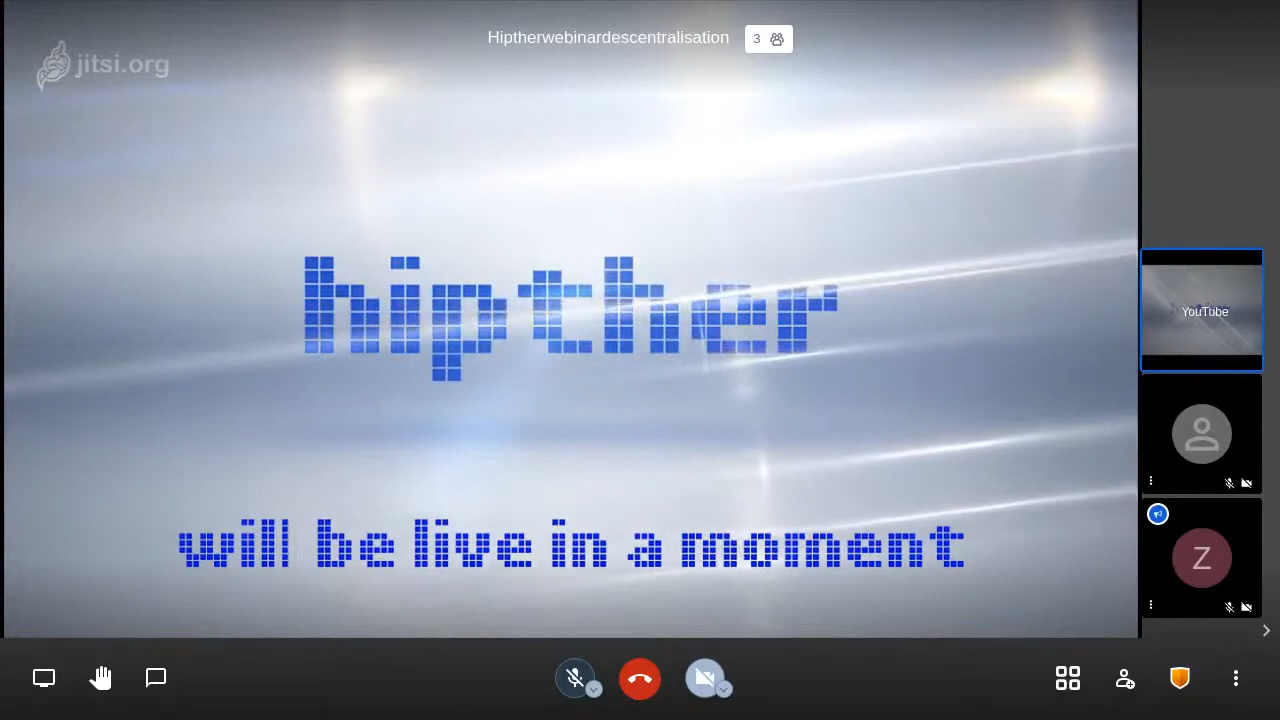 Hiptherwebinardescentralisation 3
jitsi.org
hipther
YouTube
will be live in a moment
Z